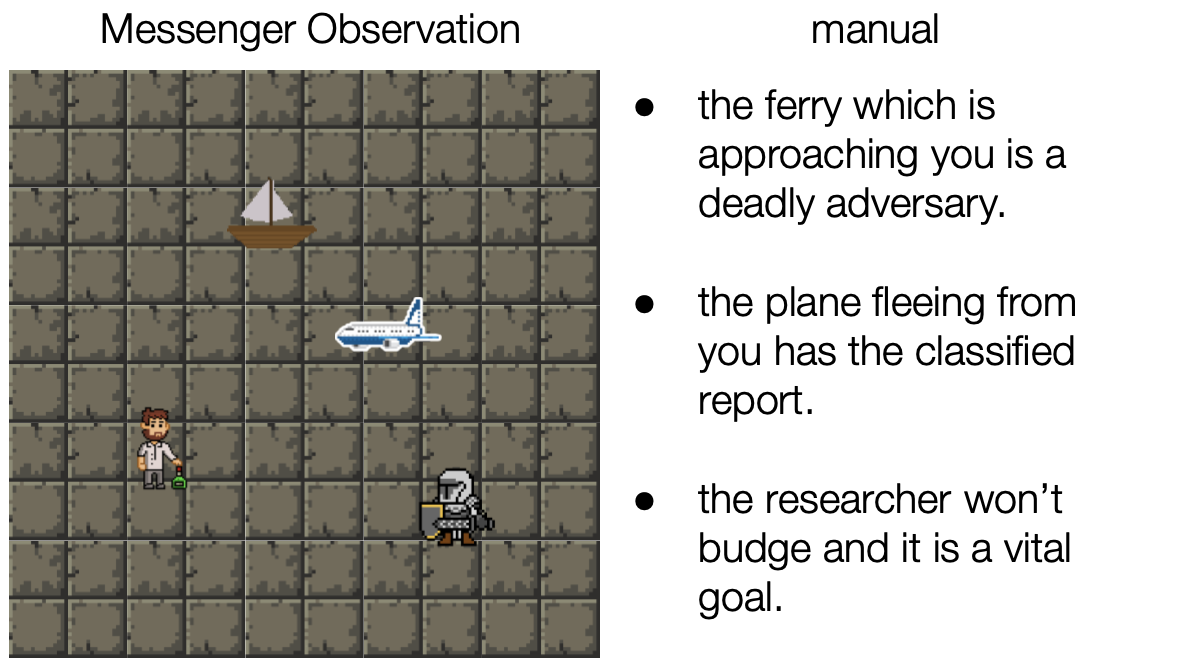 Messenger Observation
manual
● the ferry which is
approaching you is a
deadly adversary.
● the plane fleeing from
you has the classified
report.
● the researcher won’t
budge and it is a vital
goal.